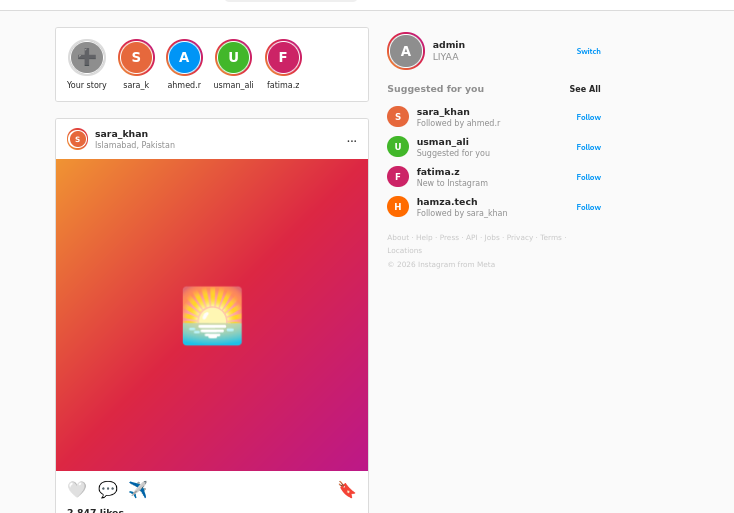 S A U F
Your story sara_k ahmed.r usman_ali fatima.z
S sara_khan ...
Islamabad, Pakistan
2,847 likes
A admin Switch
LIYAA
Suggested for you See All
S sara_khan Follow
Followed by ahmed.r
U usman_ali Follow
Suggested for you
F fatima.z Follow
New to Instagram
H hamza.tech Follow
Followed by sara_khan
About · Help · Press · API · Jobs · Privacy · Terms ·
Locations
© 2026 Instagram from Meta